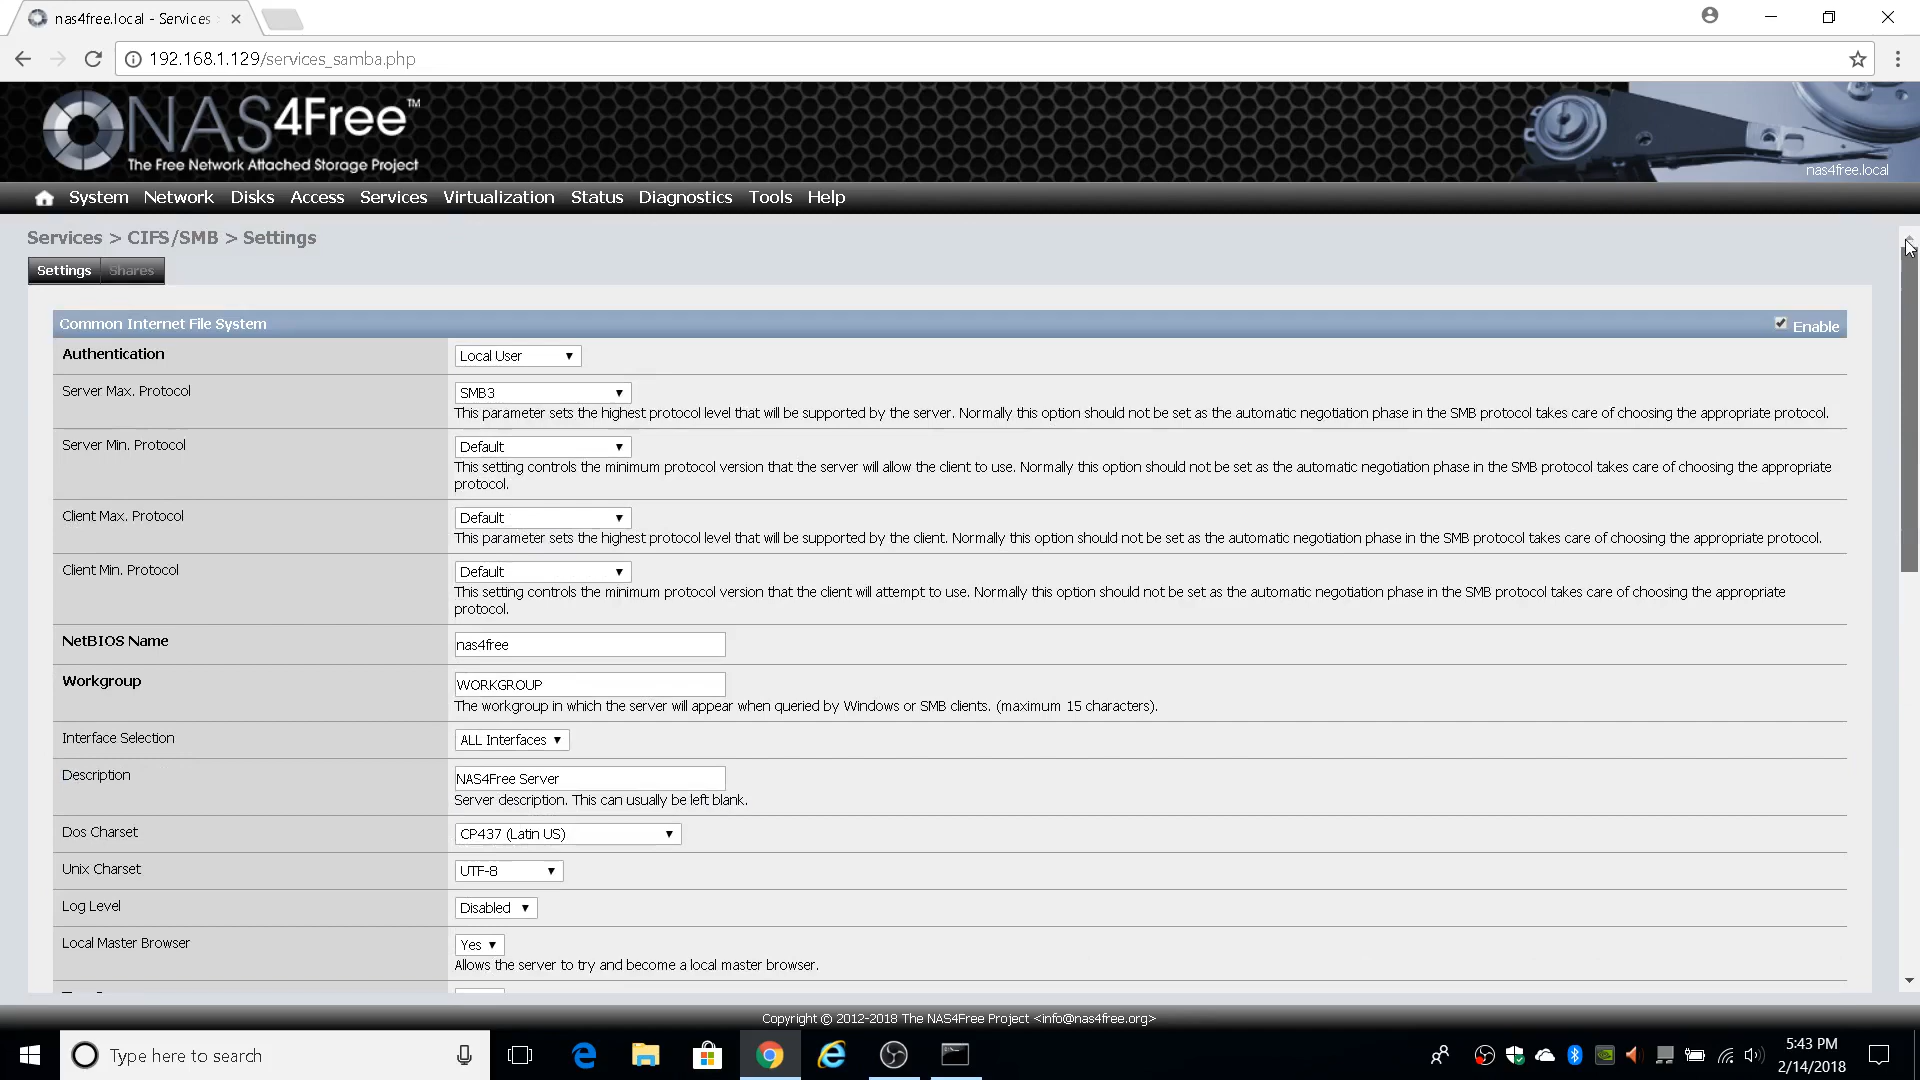 nas4free.local - Services
192.168.1.129/services_samba.php
NAS4Free™
The Free Network Attached Storage Project
nas4free.local
System Network Disks Access Services Virtualization Status Diagnostics Tools Help
Services > CIFS/SMB > Settings
Settings Shares
Common Internet File System Enable
Authentication Local User
Server Max. Protocol SMB3
This parameter sets the highest protocol level that will be supported by the server. Normally this option should not be set as the automatic negotiation phase in the SMB protocol takes care of choosing the appropriate protocol.
Server Min. Protocol Default
This setting controls the minimum protocol version that the server will allow the client to use. Normally this option should not be set as the automatic negotiation phase in the SMB protocol takes care of choosing the appropriate
protocol.
Client Max. Protocol Default
This parameter sets the highest protocol level that will be supported by the client. Normally this option should not be set as the automatic negotiation phase in the SMB protocol takes care of choosing the appropriate protocol.
Client Min. Protocol Default
This setting controls the minimum protocol version that the client will attempt to use. Normally this option should not be set as the automatic negotiation phase in the SMB protocol takes care of choosing the appropriate
protocol.
NetBIOS Name nas4free
Workgroup WORKGROUP
The workgroup in which the server will appear when queried by Windows or SMB clients. (maximum 15 characters).
Interface Selection ALL Interfaces
Description NAS4Free Server
Server description. This can usually be left blank.
Dos Charset CP437 (Latin US)
Unix Charset UTF-8
Log Level Disabled
Local Master Browser Yes
Allows the server to try and become a local master browser.
Copyright © 2012-2018 The NAS4Free Project <info@nas4free.org>
Type here to search
5:43 PM
2/14/2018